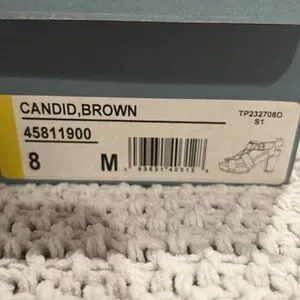 CANDID,BROWN
TP232708D
S1
45811900
8 M